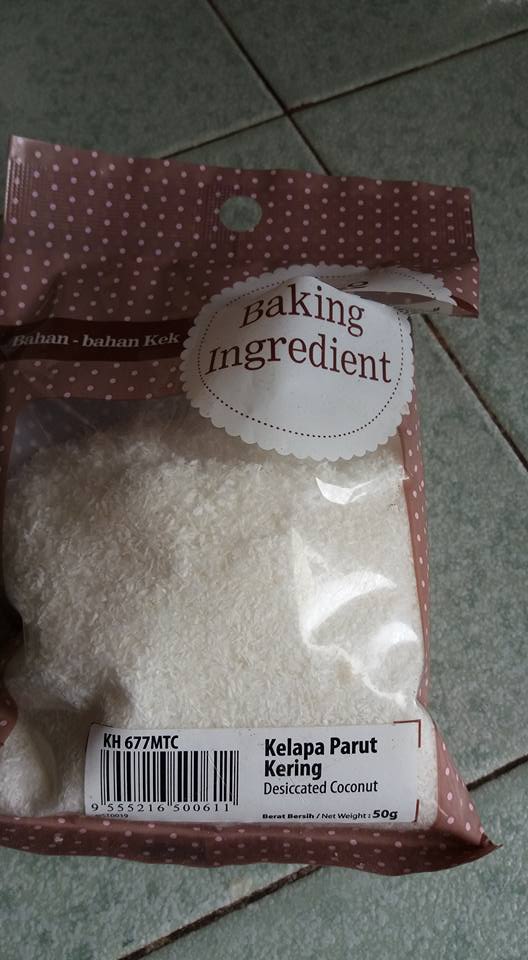 Baking
Ingredient
Bahan - bahan Kek
KH 677MTC
9 555216 500611
Kelapa Parut
Kering
Desiccated Coconut
Berat Bersih / Net Weight : 50g